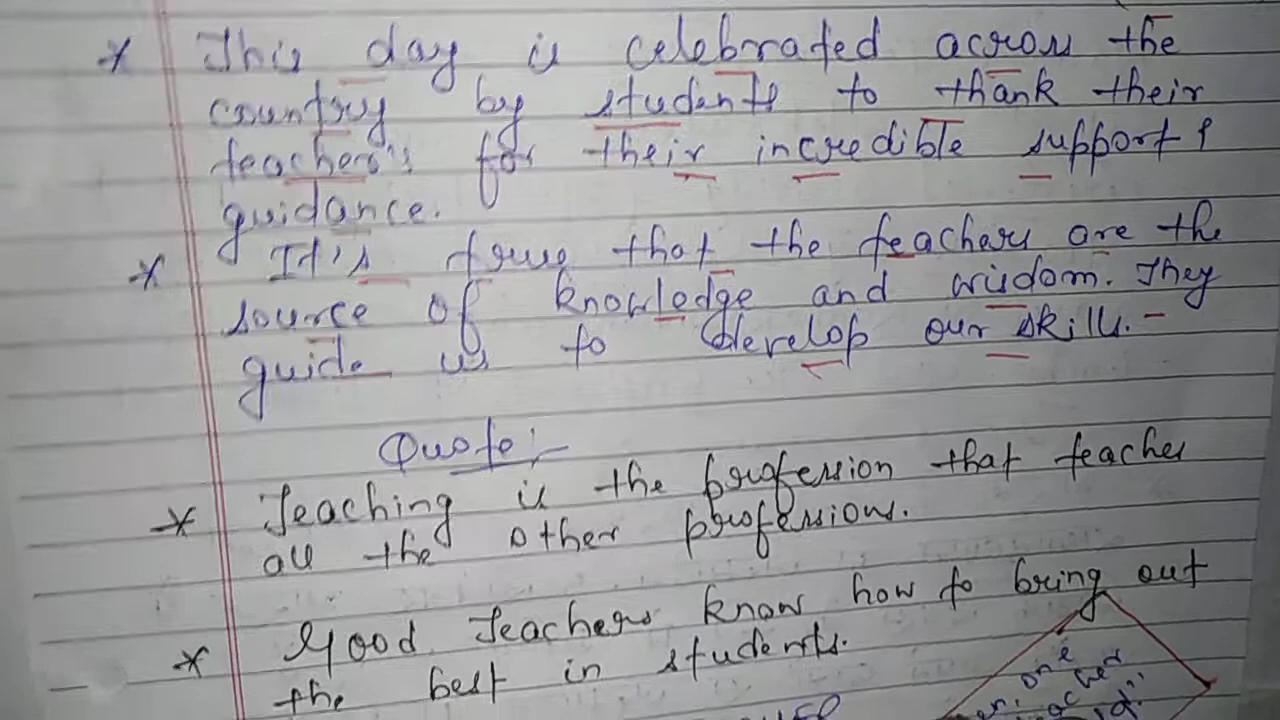 * This day is celebrated across the
country by students to thank their
teacher's for their incredible support &
guidance.
* It's true that the teachers are the
source of knowledge and wisdom. They
guide us to develop our skills.
Quote:-
* Teaching is the profession that teaches
all the other professions.
* Good Teachers know how to bring out
the best in students.
one